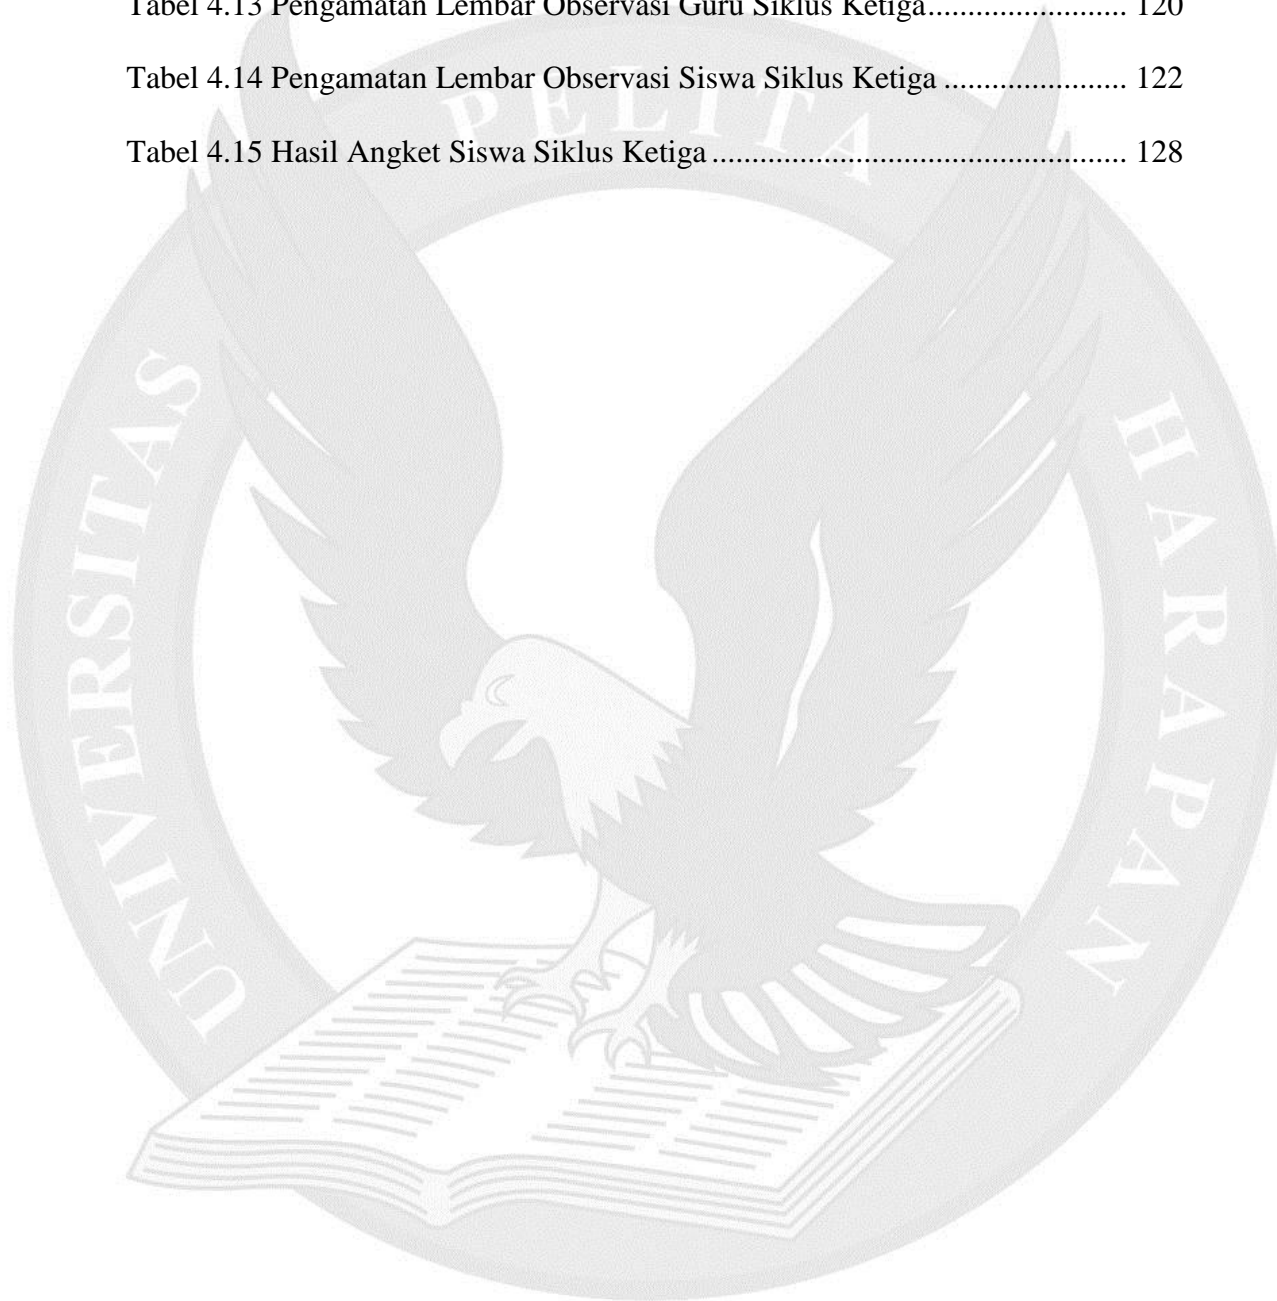 Tabel 4.13 Pengamatan Lembar Observasi Guru Siklus Ketiga......................... 120
Tabel 4.14 Pengamatan Lembar Observasi Siswa Siklus Ketiga ....................... 122
Tabel 4.15 Hasil Angket Siswa Siklus Ketiga.................................................... 128
UNIVERSITAS PELITA HARAPAN